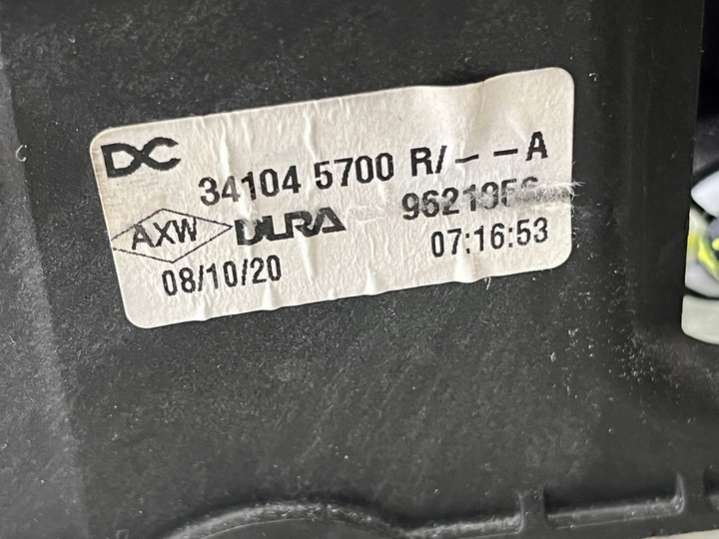 DC
34104 5700 R/-- -A
AXW DURA
08/10/20 07:16:53